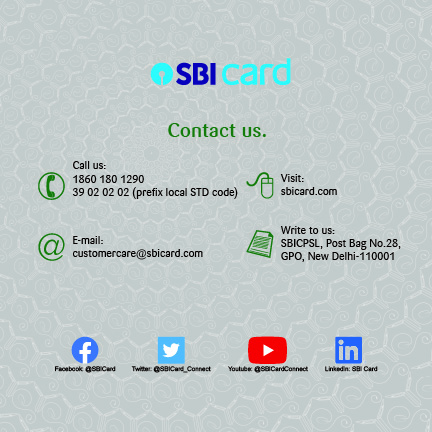 SBI card
Contact us.
Call us:
1860 180 1290
39 02 02 02 (prefix local STD code)
Visit:
sbicard.com
E-mail:
customercare@sbicard.com
Write to us:
SBICPSL, Post Bag No.28,
GPO, New Delhi-110001
Facebook: @SBICard
Twitter: @SBICard_Connect
Youtube: @SBICardConnect
LinkedIn: SBI Card